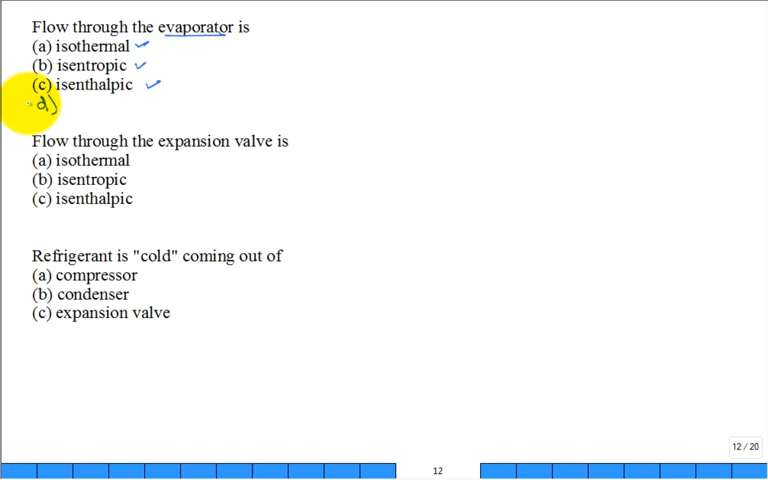 Flow through the evaporator is
(a) isothermal
(b) isentropic
(c) isenthalpic
d)
Flow through the expansion valve is
(a) isothermal
(b) isentropic
(c) isenthalpic
Refrigerant is "cold" coming out of
(a) compressor
(b) condenser
(c) expansion valve
12 / 20
12